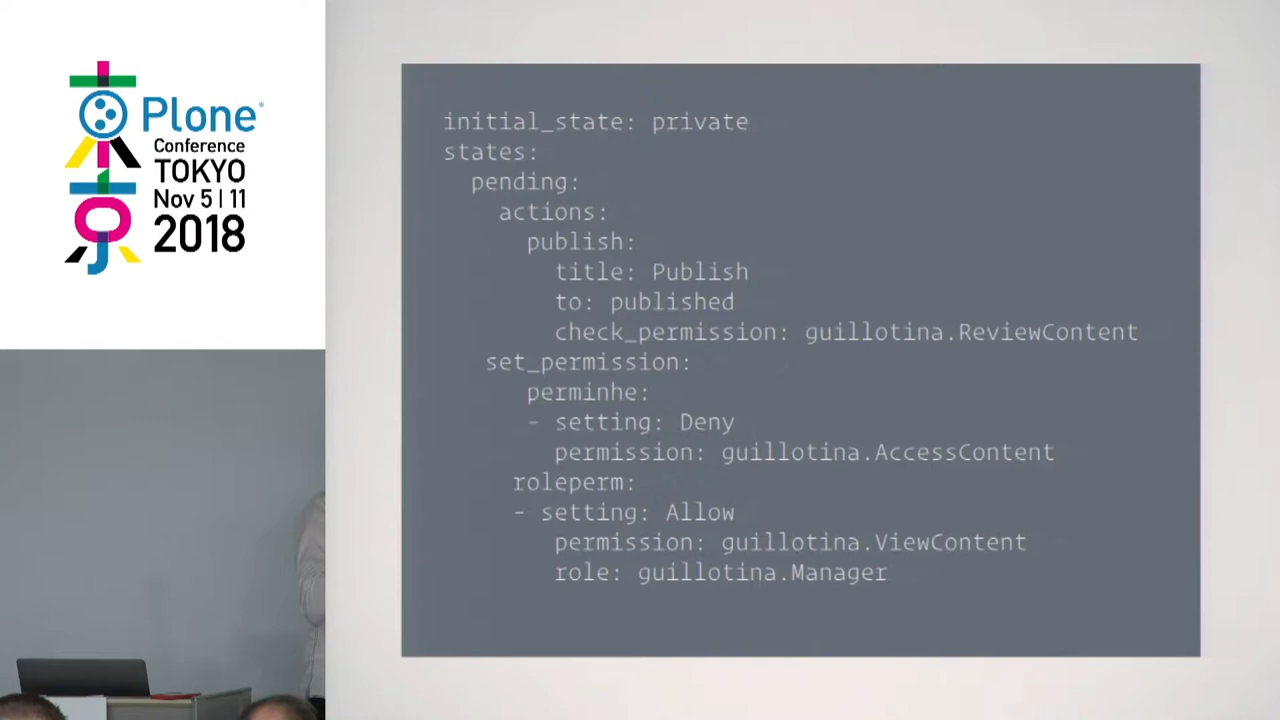 Plone
Conference
TOKYO
Nov 5 | 11
2018
initial_state: private
states:
pending:
actions:
publish:
title: Publish
to: published
check_permission: guillotina.ReviewContent
set_permission:
perminhe:
- setting: Deny
permission: guillotina.AccessContent
roleperm:
- setting: Allow
permission: guillotina.ViewContent
role: guillotina.Manager